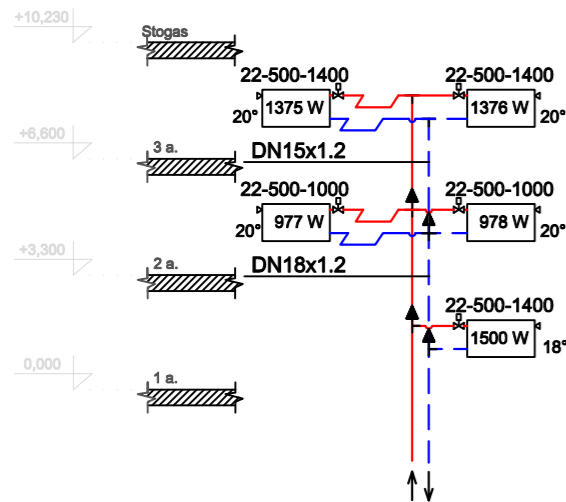 +10,230
Stogas
22-500-1400 22-500-1400
1375 W 1376 W
20° 20°
+6,600
3 a.
DN15x1.2
22-500-1000 22-500-1000
977 W 978 W
20° 20°
+3,300
2 a.
DN18x1.2
22-500-1400
1500 W
18°
0,000
1 a.